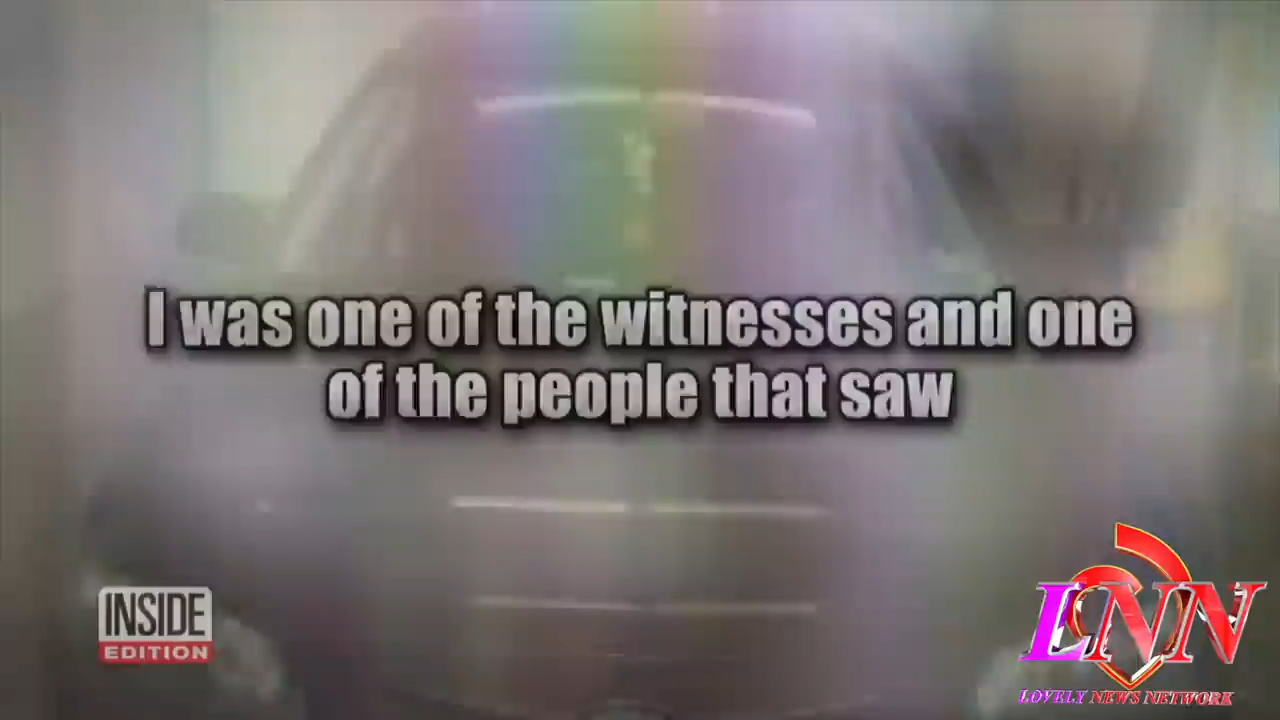 I was one of the witnesses and one
of the people that saw
INSIDE
EDITION
LNN
LOVELY NEWS NETWORK